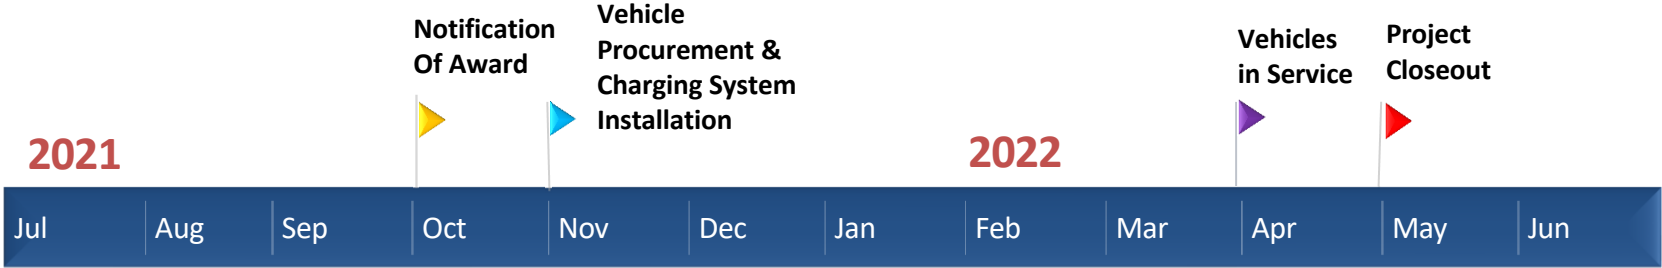 Notification
Of Award
Vehicle
Procurement &
Charging System
Installation
Vehicles
in Service
Project
Closeout
2021
2022
Jul Aug Sep Oct Nov Dec Jan Feb Mar Apr May Jun